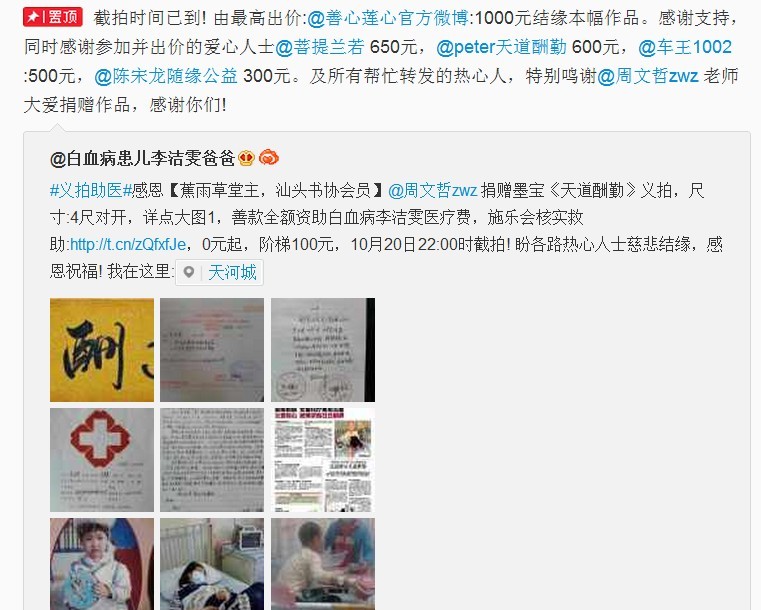 置顶 截拍时间已到! 由最高出价:@善心莲心官方微博:1000元结缘本幅作品。感谢支持，
同时感谢参加并出价的爱心人士@菩提兰若 650元，@peter天道酬勤 600元，@车王1002
:500元，@陈宋龙随缘公益 300元。及所有帮忙转发的热心人，特别鸣谢@周文哲zwz 老师
大爱捐赠作品，感谢你们!
@白血病患儿李洁雯爸爸
#义拍助医#感恩【蕉雨草堂主，汕头书协会员】@周文哲zwz 捐赠墨宝《天道酬勤》义拍，尺
寸:4尺对开，详点大图1，善款全额资助白血病李洁雯医疗费，施乐会核实救
助:http://t.cn/zQfxfJe，0元起，阶梯100元，10月20日22:00时截拍! 盼各路热心人士慈悲结缘，感
恩祝福! 我在这里: 天河城
酬